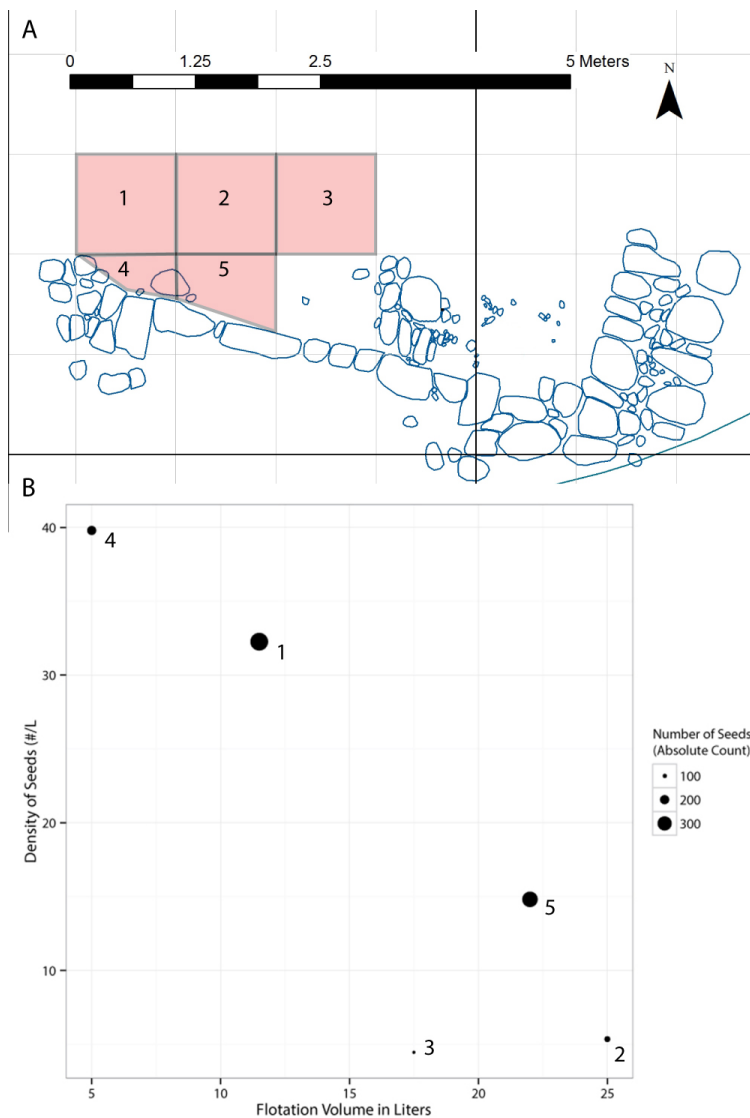 A
0 1.25 2.5 5 Meters
N
1 2 3
4 5
B
40
30
20
10
4
1
5
3
2
Density of Seeds (#/L
5 10 15 20 25
Flotation Volume in Liters
Number of Seeds
(Absolute Count)
100
200
300